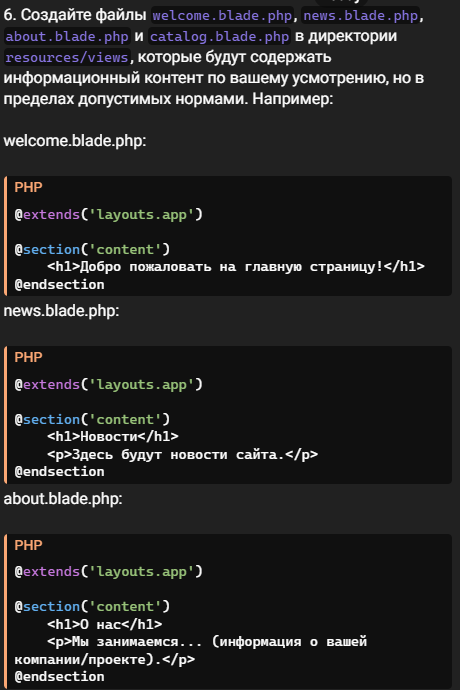 6. Создайте файлы welcome.blade.php, news.blade.php,
about.blade.php и catalog.blade.php в директории
resources/views, которые будут содержать
информационный контент по вашему усмотрению, но в
пределах допустимых нормами. Например:
welcome.blade.php:
PHP
@extends('layouts.app')
@section('content')
    <h1>Добро пожаловать на главную страницу!</h1>
@endsection
news.blade.php:
PHP
@extends('layouts.app')
@section('content')
    <h1>Новости</h1>
    <p>Здесь будут новости сайта.</p>
@endsection
about.blade.php:
PHP
@extends('layouts.app')
@section('content')
    <h1>О нас</h1>
    <p>Мы занимаемся... (информация о вашей
компании/проекте).</p>
@endsection